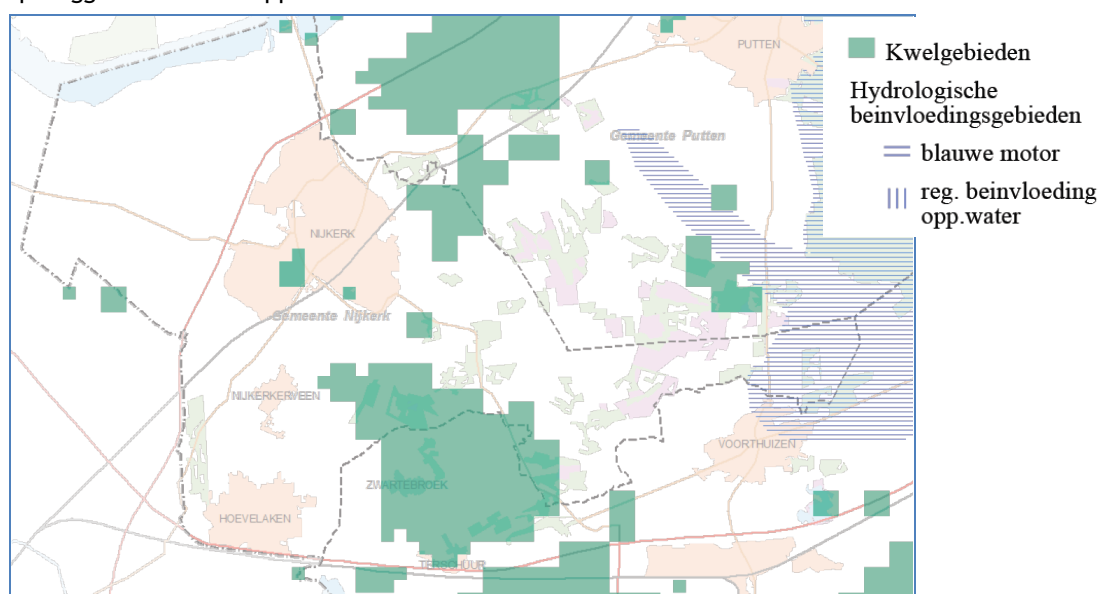 PUTTEN
Kwelgebieden
Hydrologische
beinvloedingsgebieden
blauwe motor
reg. beinvloeding
opp.water
Gemeente Putten
NIJKERK
Gemeente Nijkerk
NIJKERKERVEEN
VOORTHUIZEN
ZWARTEBROEK
HOEVELAKEN
TERSCHUUR